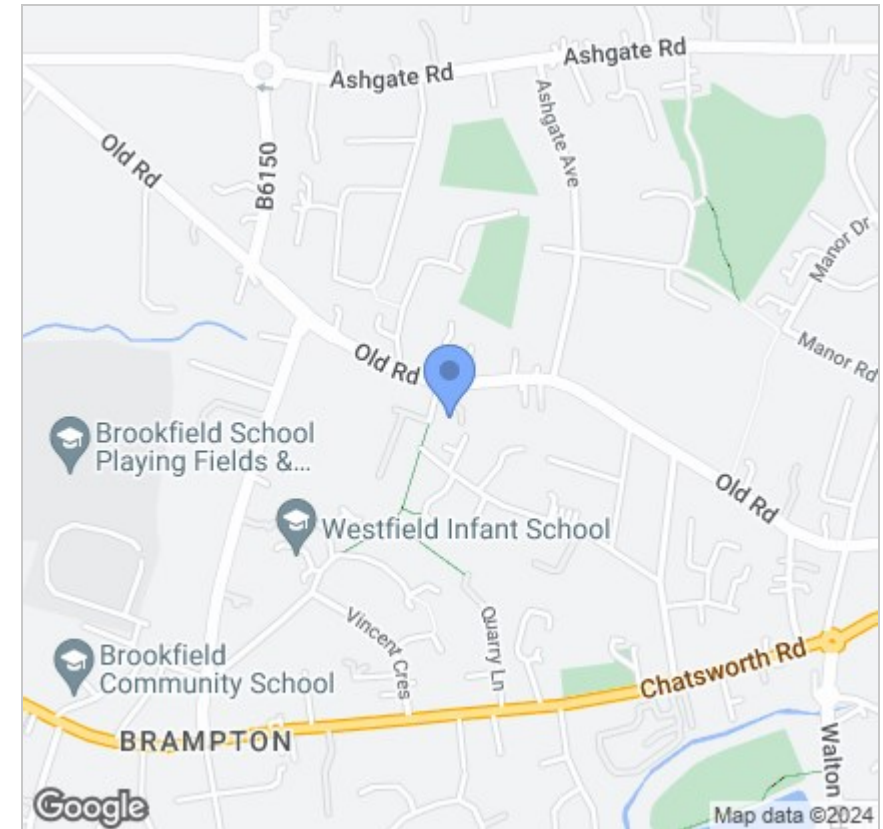 Ashgate Rd
Ashgate Rd
Ashgate Ave
Old Rd
B6150
Manor Dr
Manor Rd
Old Rd
Brookfield School
Playing Fields &...
Old Rd
Westfield Infant School
Vincent Cres
Quarry Ln
Brookfield
Community School
Chatsworth Rd
BRAMPTON
Walton
Google
Map data ©2024